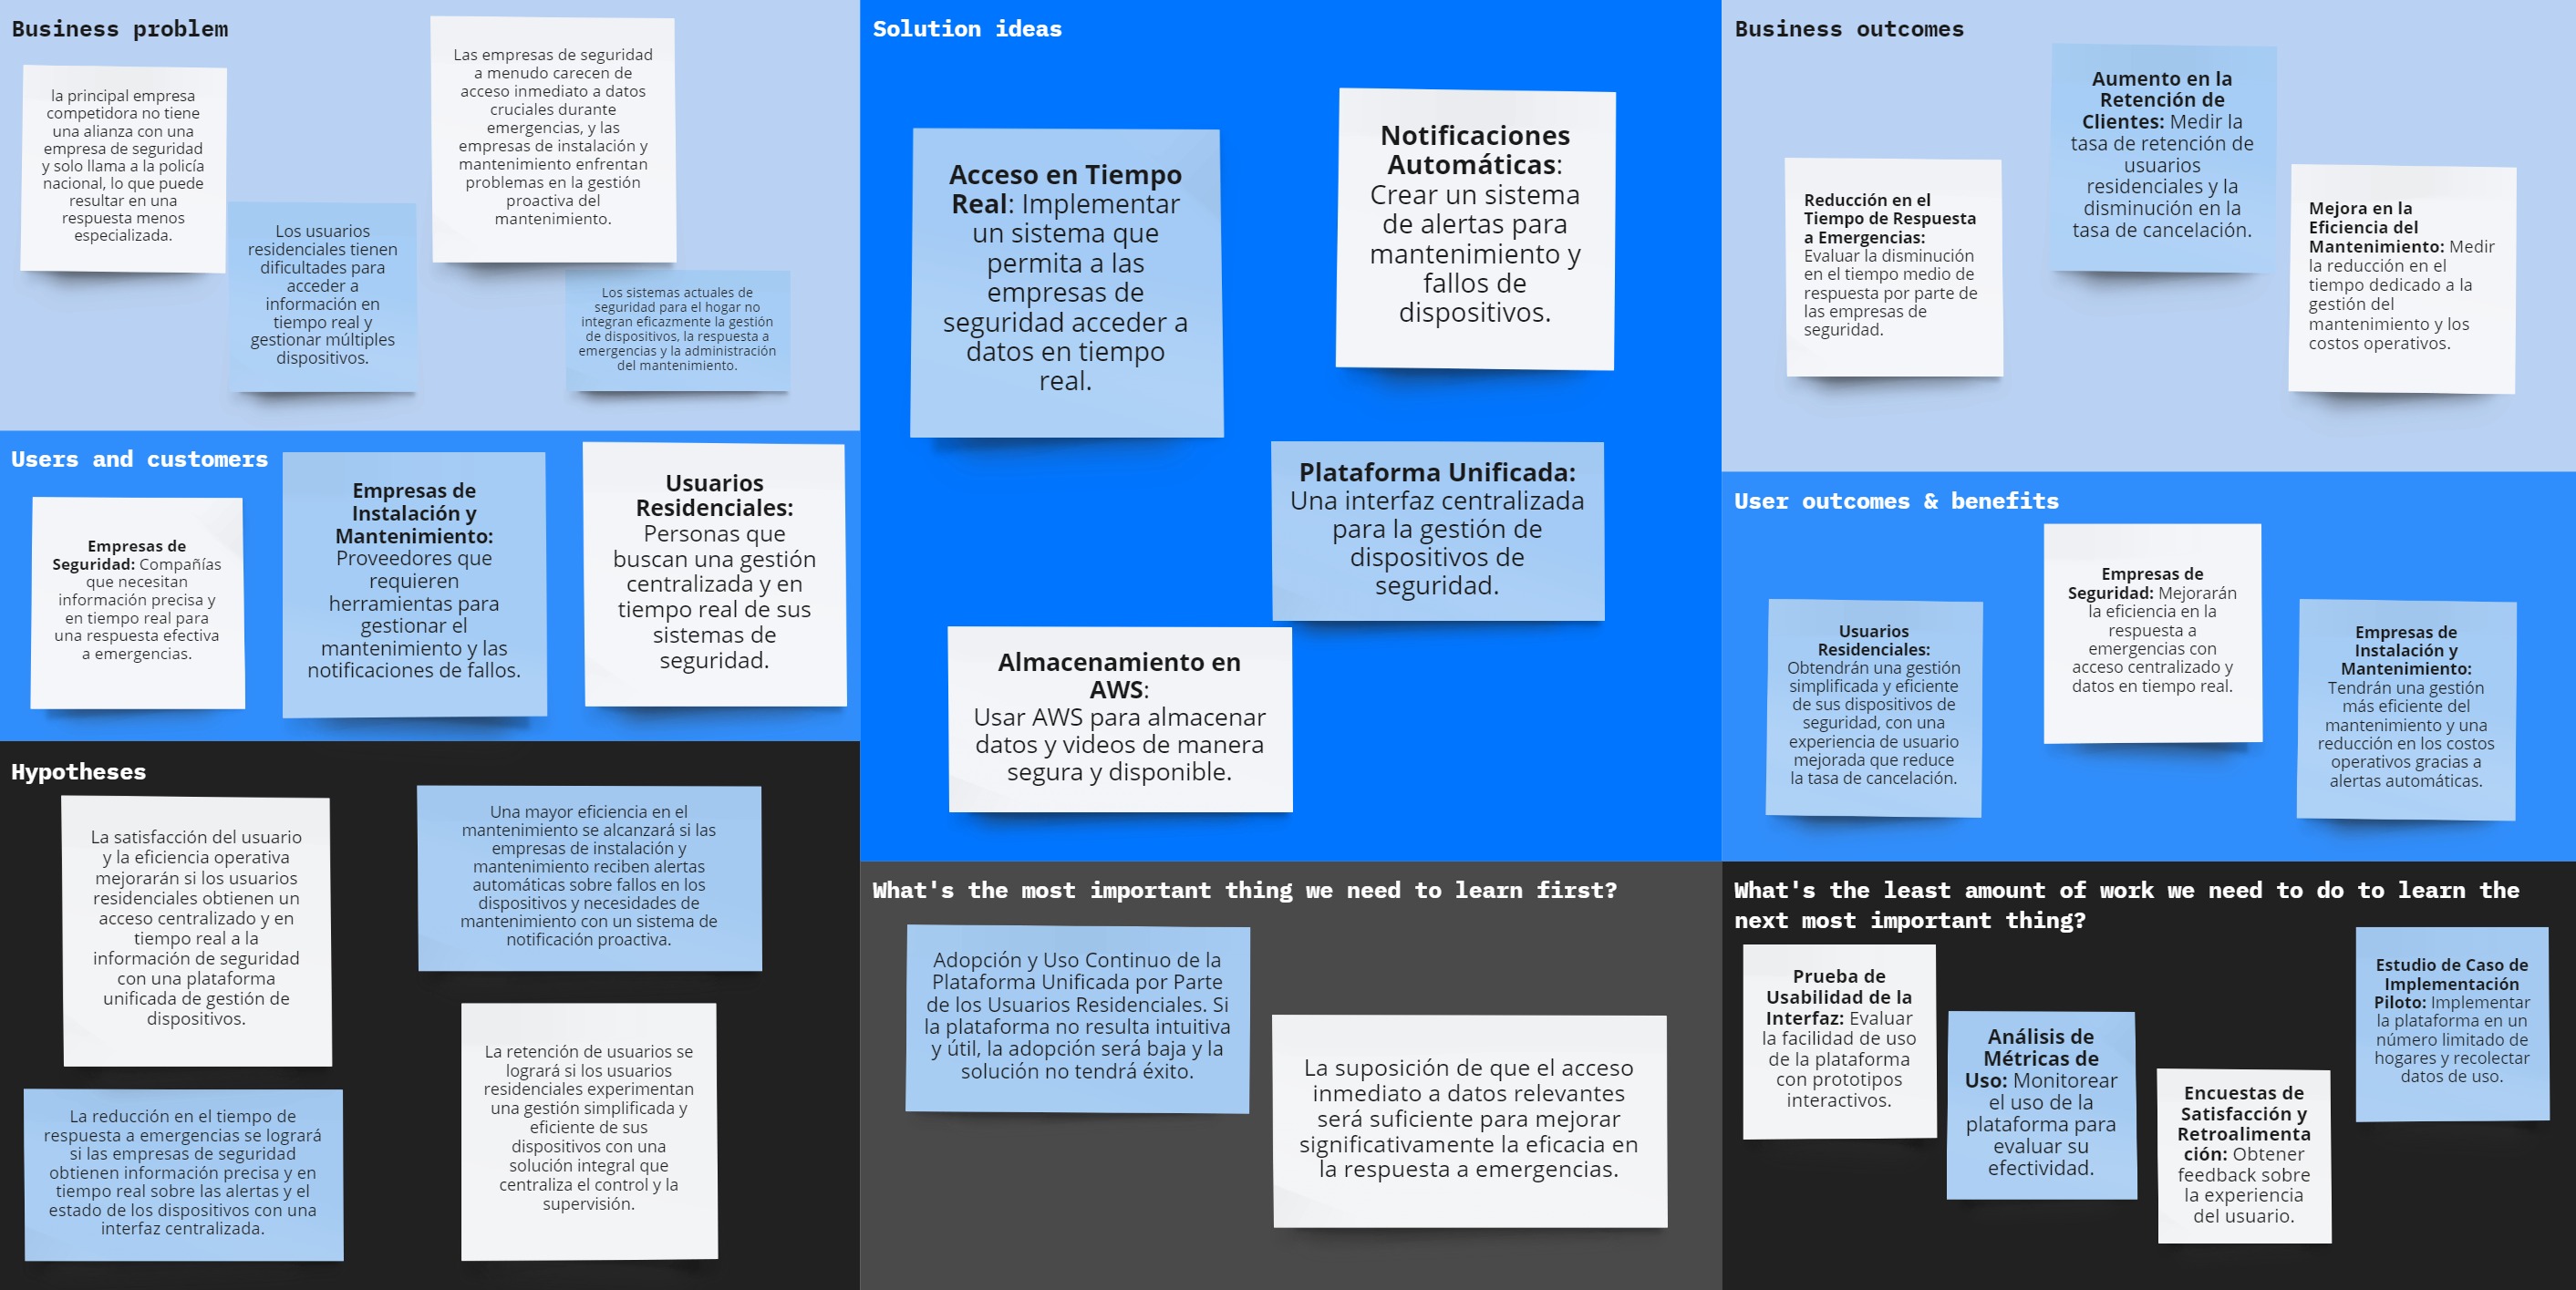 Business problem
la principal empresa
competidora no tiene
una alianza con una
empresa de seguridad
y solo llama a la policía
nacional, lo que puede
resultar en una
respuesta menos
especializada.
Los usuarios
residenciales tienen
dificultades para
acceder a
información en
tiempo real y
gestionar múltiples
dispositivos.
Las empresas de seguridad
a menudo carecen de
acceso inmediato a datos
cruciales durante
emergencias, y las
empresas de instalación y
mantenimiento enfrentan
problemas en la gestión
proactiva del
mantenimiento.
Los sistemas actuales de
seguridad para el hogar no
integran eficazmente la gestión
de dispositivos, la respuesta a
emergencias y la administración
del mantenimiento.
Users and customers
Empresas de
Seguridad: Compañías
que necesitan
información precisa y
en tiempo real para
una respuesta efectiva
a emergencias.
Empresas de
Instalación y
Mantenimiento:
Proveedores que
requieren
herramientas para
gestionar el
mantenimiento y las
notificaciones de fallos.
Usuarios
Residenciales:
Personas que
buscan una gestión
centralizada y en
tiempo real de sus
sistemas de
seguridad.
Hypotheses
La satisfacción del usuario
y la eficiencia operativa
mejorarán si los usuarios
residenciales obtienen un
acceso centralizado y en
tiempo real a la
información de seguridad
con una plataforma
unificada de gestión de
dispositivos.
Una mayor eficiencia en el
mantenimiento se alcanzará si las
empresas de instalación y
mantenimiento reciben alertas
automáticas sobre fallos en los
dispositivos y necesidades de
mantenimiento con un sistema de
notificación proactiva.
La reducción en el tiempo de
respuesta a emergencias se logrará
si las empresas de seguridad
obtienen información precisa y en
tiempo real sobre las alertas y el
estado de los dispositivos con una
interfaz centralizada.
La retención de usuarios se
logrará si los usuarios
residenciales experimentan
una gestión simplificada y
eficiente de sus
dispositivos con una
solución integral que
centraliza el control y la
supervisión.
Solution ideas
Acceso en Tiempo
Real: Implementar
un sistema que
permita a las
empresas de
seguridad acceder a
datos en tiempo
real.
Notificaciones
Automáticas:
Crear un sistema
de alertas para
mantenimiento y
fallos de
dispositivos.
Plataforma Unificada:
Una interfaz centralizada
para la gestión de
dispositivos de
seguridad.
Almacenamiento en
AWS:
Usar AWS para almacenar
datos y videos de manera
segura y disponible.
What's the most important thing we need to learn first?
Adopción y Uso Continuo de la
Plataforma Unificada por Parte
de los Usuarios Residenciales. Si
la plataforma no resulta intuitiva
y útil, la adopción será baja y la
solución no tendrá éxito.
La suposición de que el acceso
inmediato a datos relevantes
será suficiente para mejorar
significativamente la eficacia en
la respuesta a emergencias.
Business outcomes
Reducción en el
Tiempo de Respuesta
a Emergencias:
Evaluar la disminución
en el tiempo medio de
respuesta por parte de
las empresas de
seguridad.
Aumento en la
Retención de
Clientes: Medir la
tasa de retención de
usuarios
residenciales y la
disminución en la
tasa de cancelación.
Mejora en la
Eficiencia del
Mantenimiento: Medir
la reducción en el
tiempo dedicado a la
gestión del
mantenimiento y los
costos operativos.
User outcomes & benefits
Usuarios
Residenciales:
Obtendrán una gestión
simplificada y eficiente
de sus dispositivos de
seguridad, con una
experiencia de usuario
mejorada que reduce
la tasa de cancelación.
Empresas de
Seguridad: Mejorarán
la eficiencia en la
respuesta a
emergencias con
acceso centralizado y
datos en tiempo real.
Empresas de
Instalación y
Mantenimiento:
Tendrán una gestión
más eficiente del
mantenimiento y una
reducción en los costos
operativos gracias a
alertas automáticas.
What's the least amount of work we need to do to learn the
next most important thing?
Prueba de
Usabilidad de la
Interfaz: Evaluar
la facilidad de uso
de la plataforma
con prototipos
interactivos.
Análisis de
Métricas de
Uso: Monitorear
el uso de la
plataforma para
evaluar su
efectividad.
Encuestas de
Satisfacción y
Retroalimenta
ción: Obtener
feedback sobre
la experiencia
del usuario.
Estudio de Caso de
Implementación
Piloto: Implementar
la plataforma en un
número limitado de
hogares y recolectar
datos de uso.